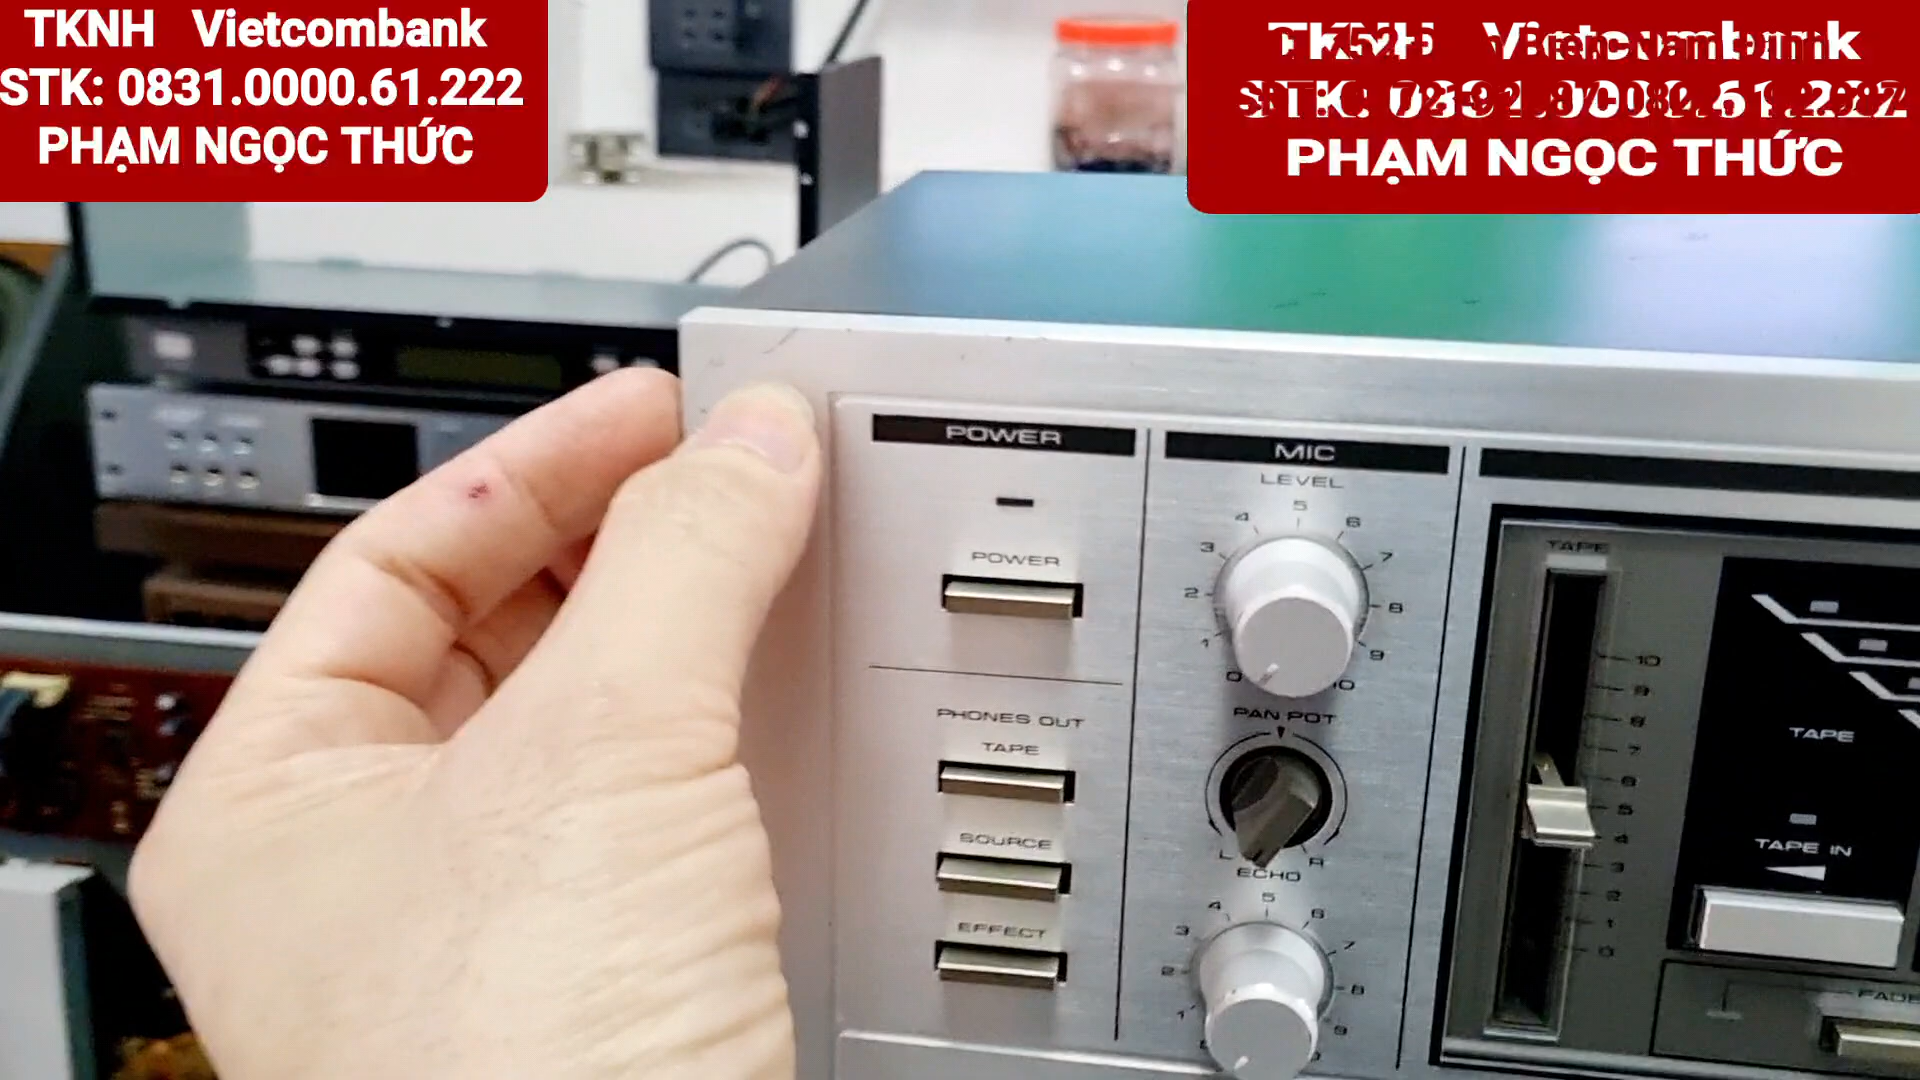 TKNH Vietcombank
STK: 0831.0000.61.222
PHẠM NGỌC THỨC
TKNH Vietcombank
PHẠM NGỌC THỨC
POWER
POWER
PHONES OUT
TAPE
SOURCE
EFFECT
MIC
LEVEL
0 1 2 3 4 5 6 7 8 9 10
PAN POT
L R
ECHO
1 2 3 4 5 6 7 8 9
TAPE
10
9
8
7
6
5
4
3
2
1
0
TAPE
TAPE IN